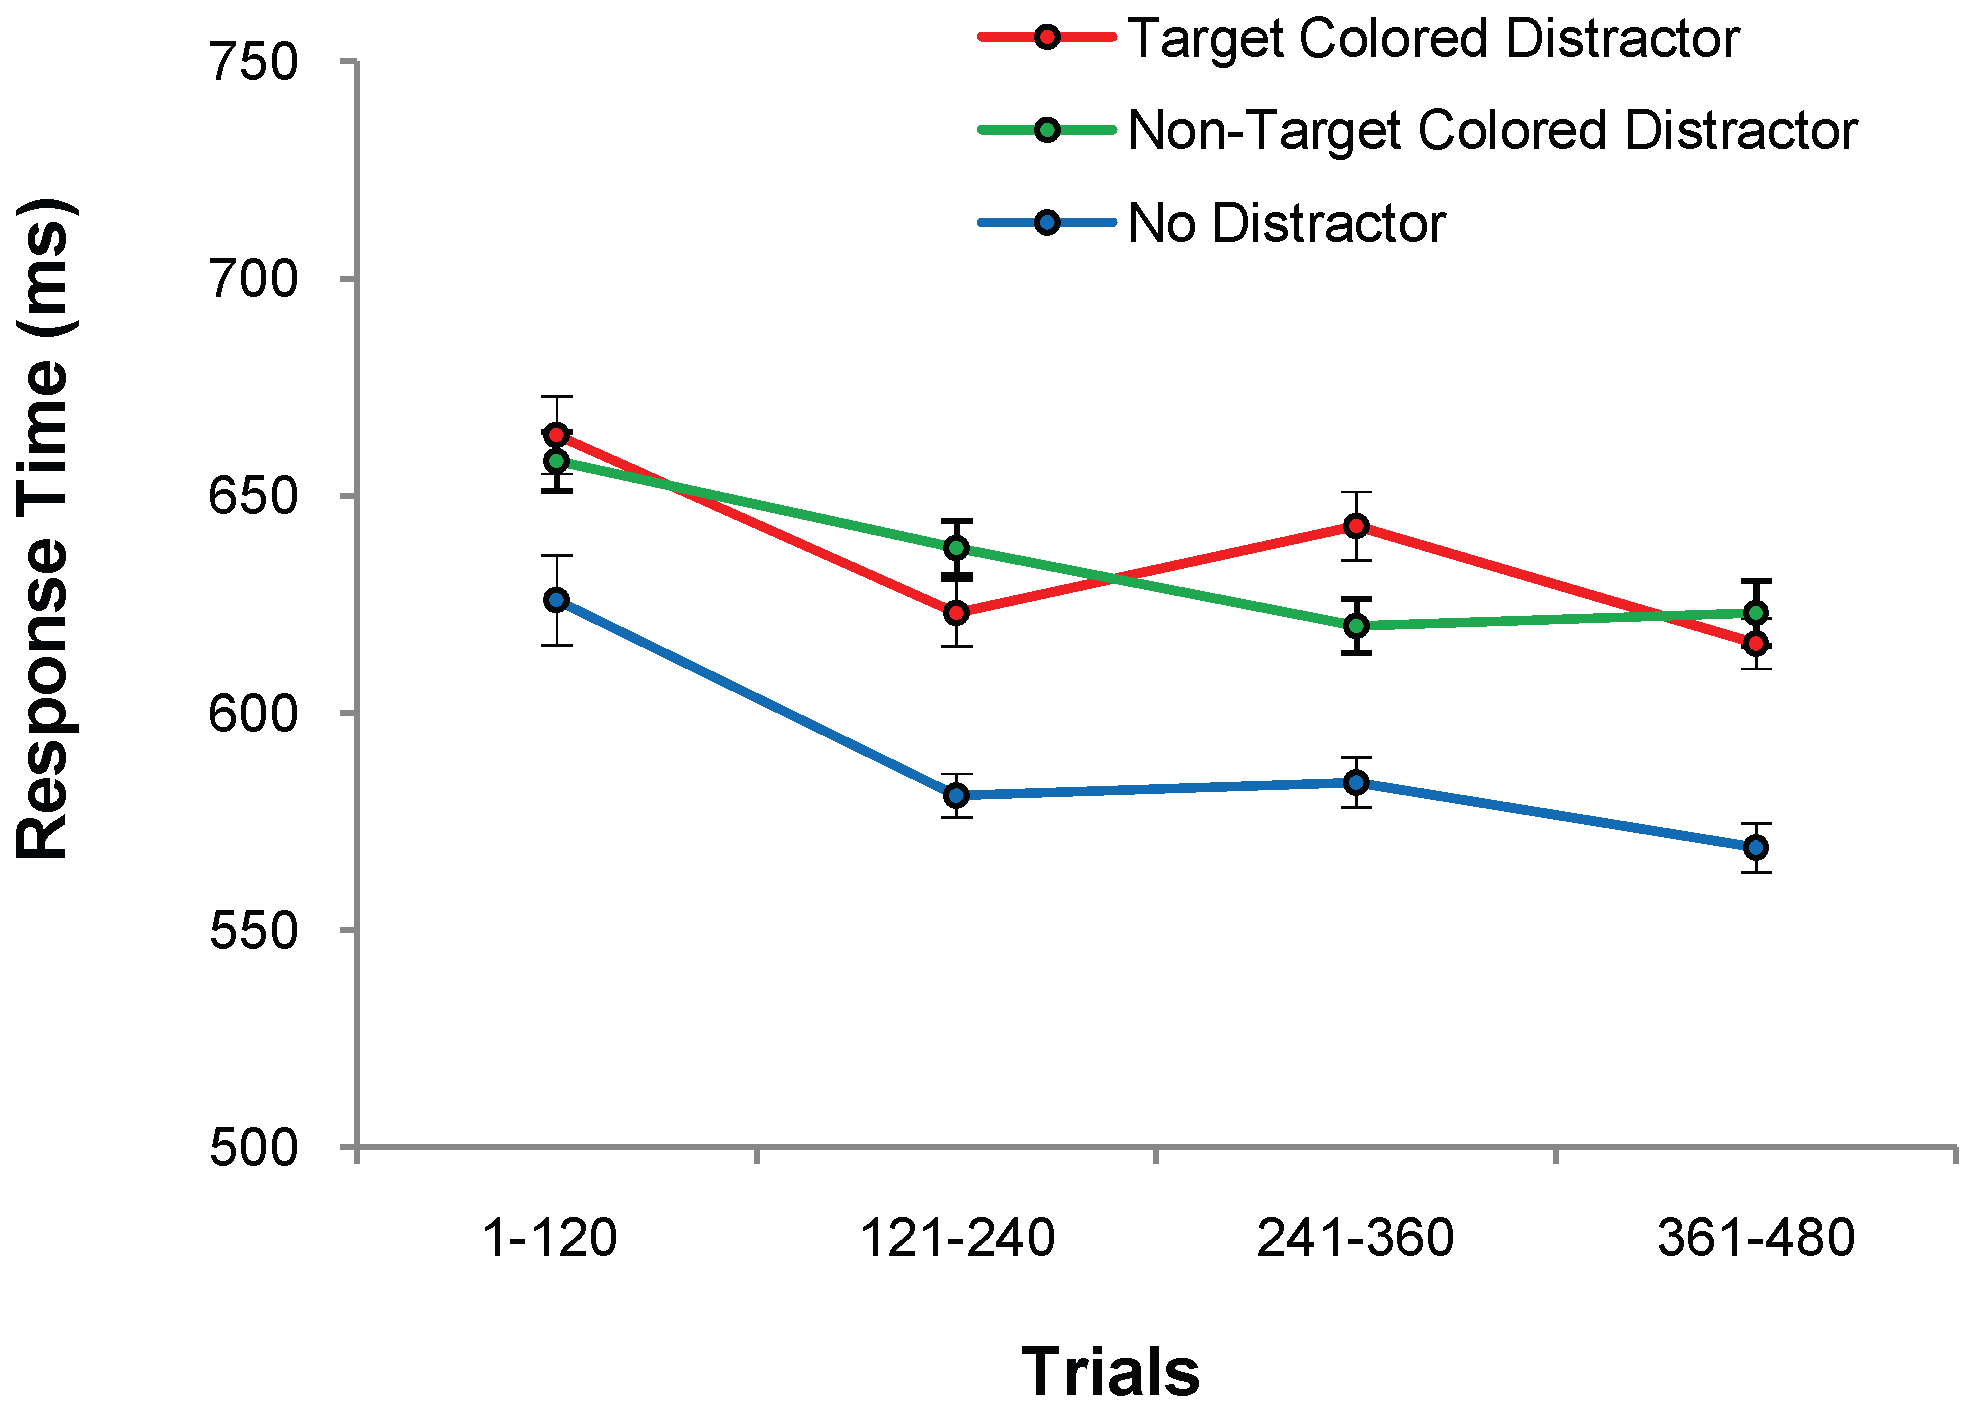 Target Colored Distractor
Non-Target Colored Distractor
No Distractor
750
700
650
600
550
500
Response Time (ms)
1-120
121-240
241-360
361-480
Trials